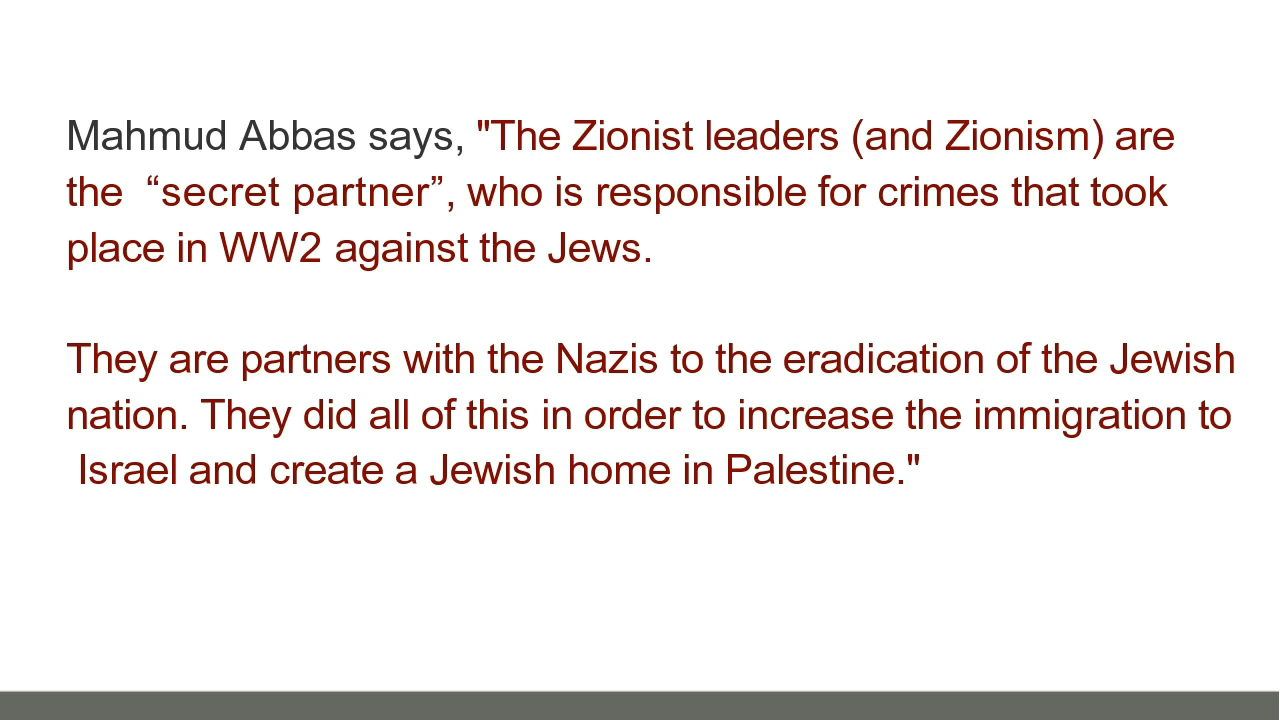 Mahmud Abbas says, "The Zionist leaders (and Zionism) are
the “secret partner”, who is responsible for crimes that took
place in WW2 against the Jews.
They are partners with the Nazis to the eradication of the Jewish
nation. They did all of this in order to increase the immigration to
Israel and create a Jewish home in Palestine."